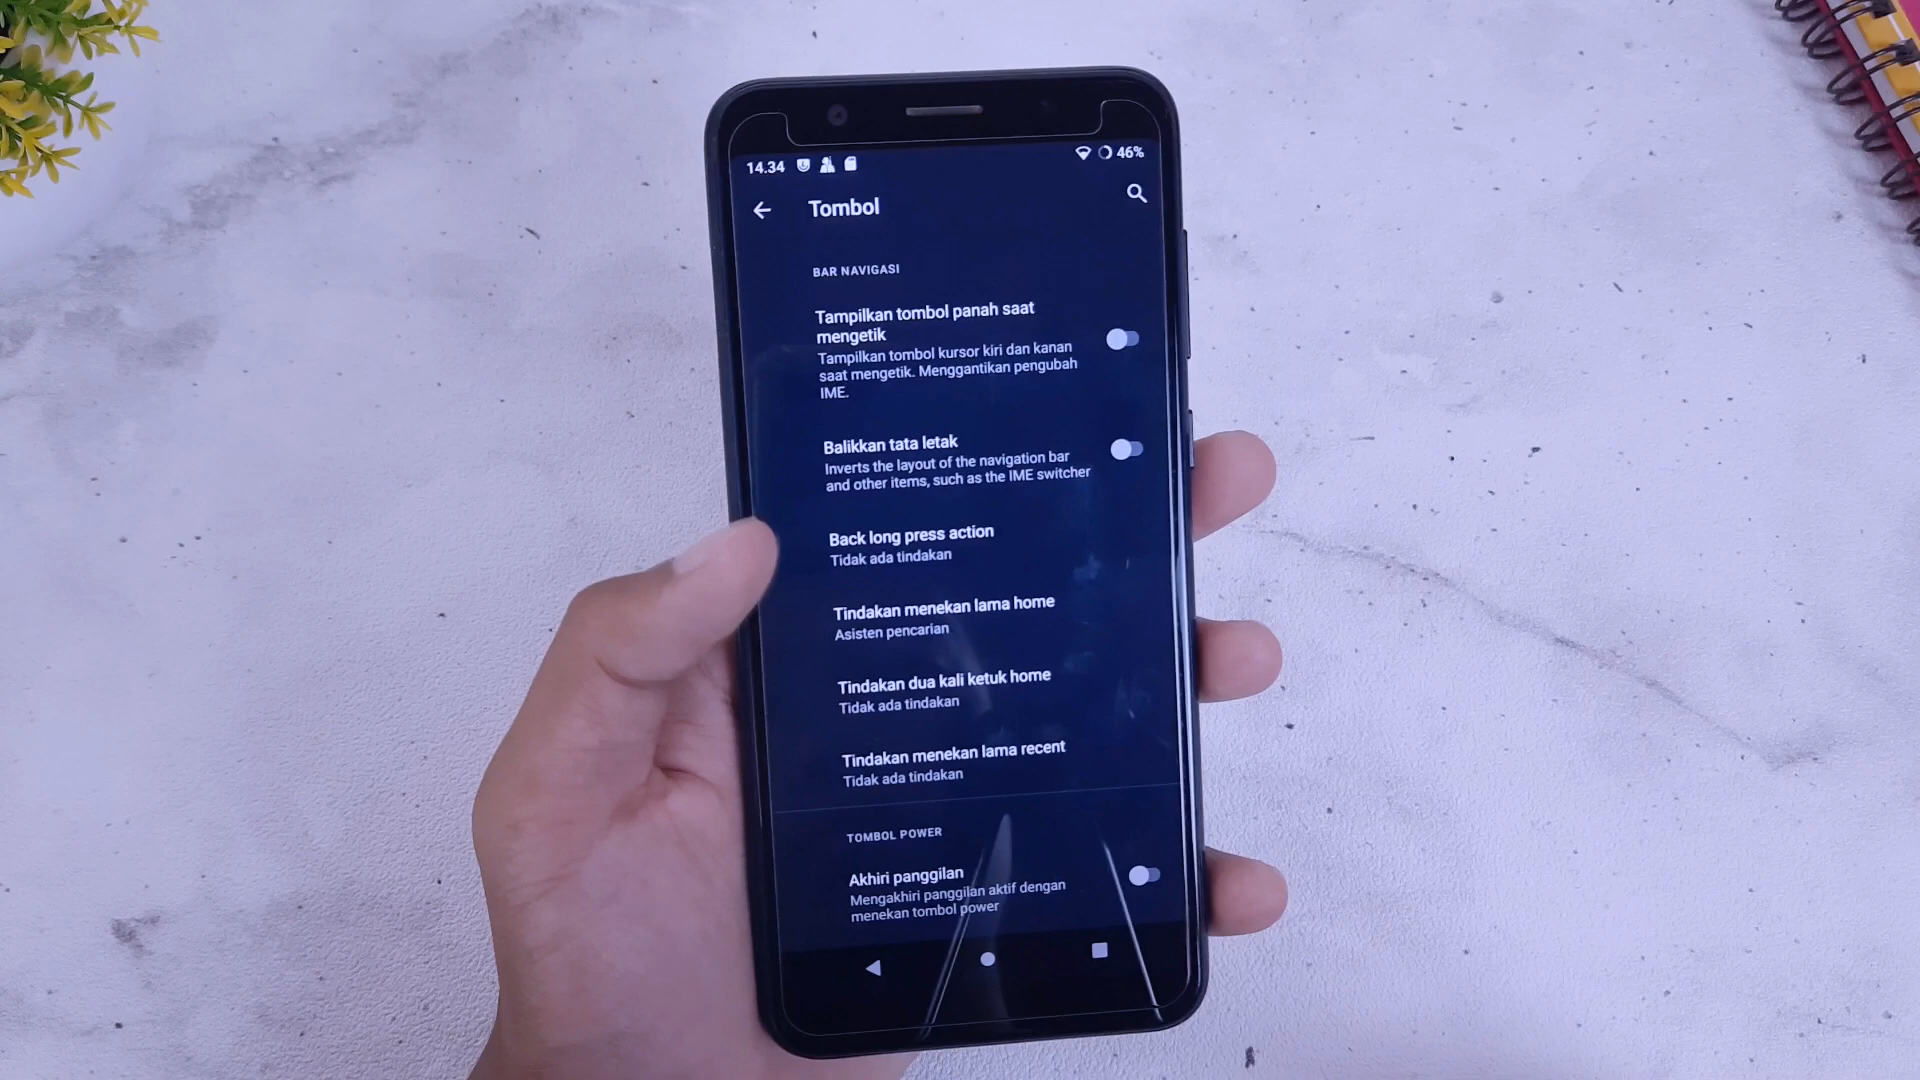 14.34
46%
Tombol
BAR NAVIGASI
Tampilkan tombol panah saat
mengetik
Tampilkan tombol kursor kiri dan kanan
saat mengetik. Menggantikan pengubah
IME.
Balikkan tata letak
Inverts the layout of the navigation bar
and other items, such as the IME switcher
Back long press action
Tidak ada tindakan
Tindakan menekan lama home
Asisten pencarian
Tindakan dua kali ketuk home
Tidak ada tindakan
Tindakan menekan lama recent
Tidak ada tindakan
TOMBOL POWER
Akhiri panggilan
Mengakhiri panggilan aktif dengan
menekan tombol power